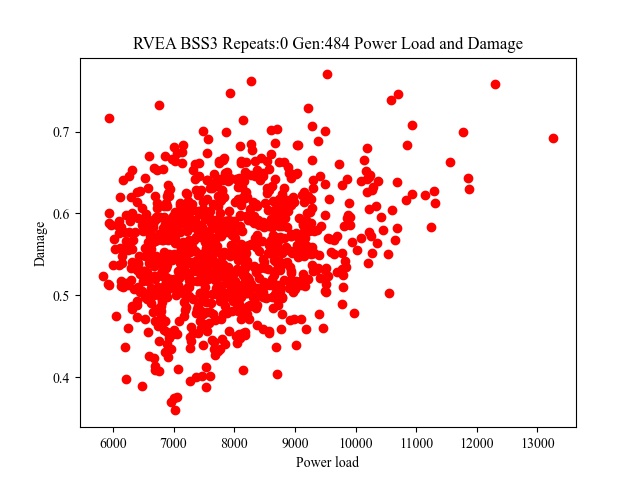 RVEA BSS3 Repeats:0 Gen:484 Power Load and Damage
0.7
0.6
0.5
0.4
Damage
6000 7000 8000 9000 10000 11000 12000 13000
Power load